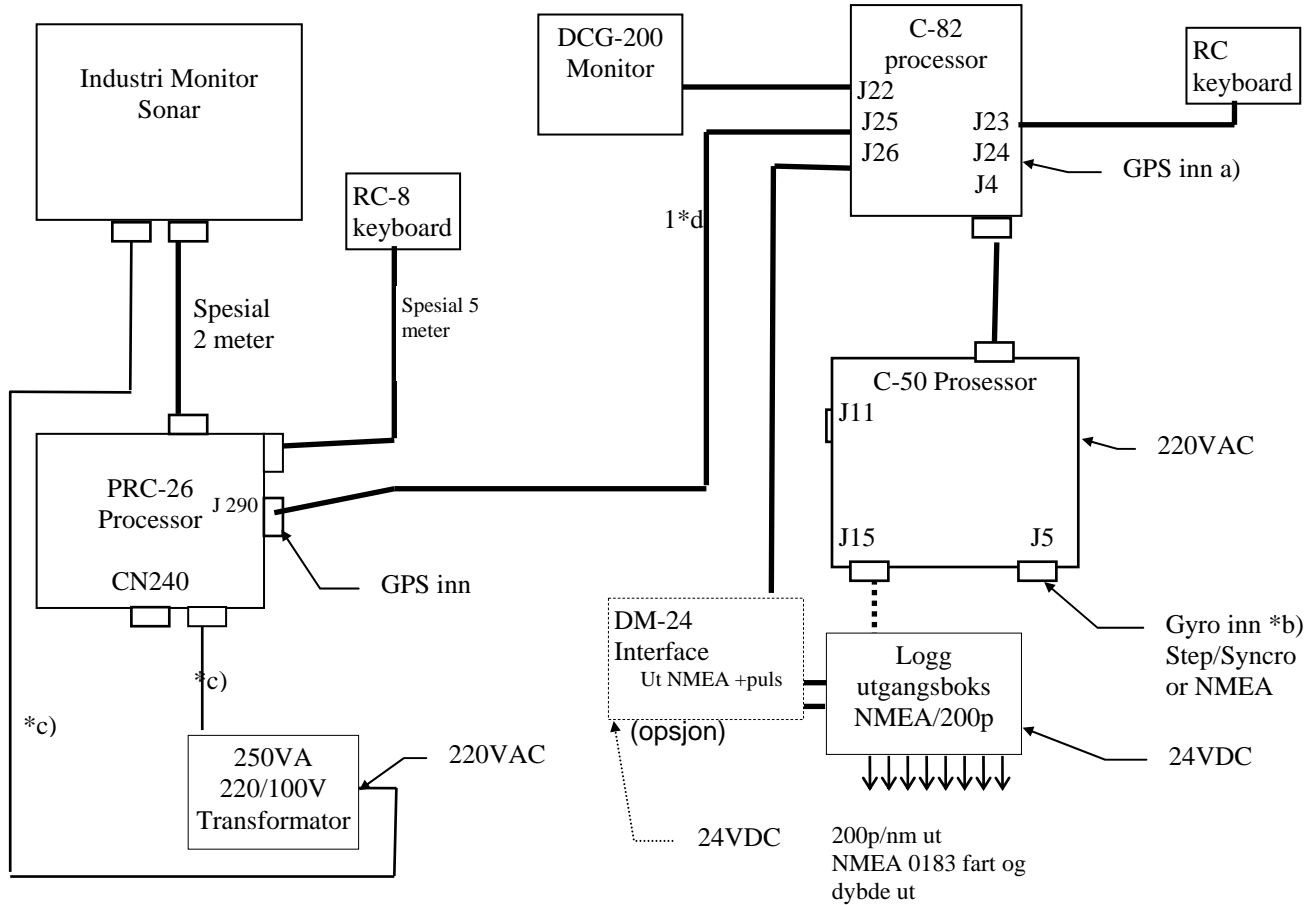 Industri Monitor
Sonar
DCG-200
Monitor
C-82
processor
J22
J25
J26
J23
J24
J4
RC
keyboard
GPS inn a)
RC-8
keyboard
1*d
Spesial
2 meter
Spesial 5
meter
PRC-26
Processor
J 290
CN240
GPS inn
C-50 Prosessor
J11
J15
J5
220VAC
Gyro inn *b)
Step/Syncro
or NMEA
DM-24
Interface
Ut NMEA +puls
(opsjon)
Logg
utgangsboks
NMEA/200p
24VDC
24VDC
200p/nm ut
NMEA 0183 fart og
dybde ut
*c)
*c)
250VA
220/100V
Transformator
220VAC